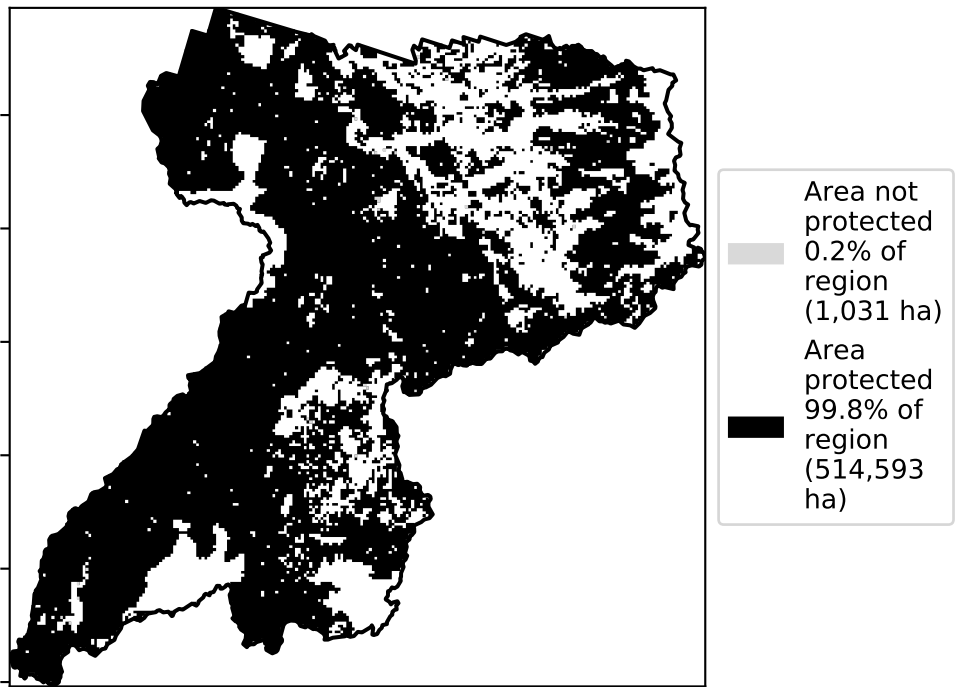 Area not
protected
0.2% of
region
(1,031 ha)
Area
protected
99.8% of
region
(514,593
ha)